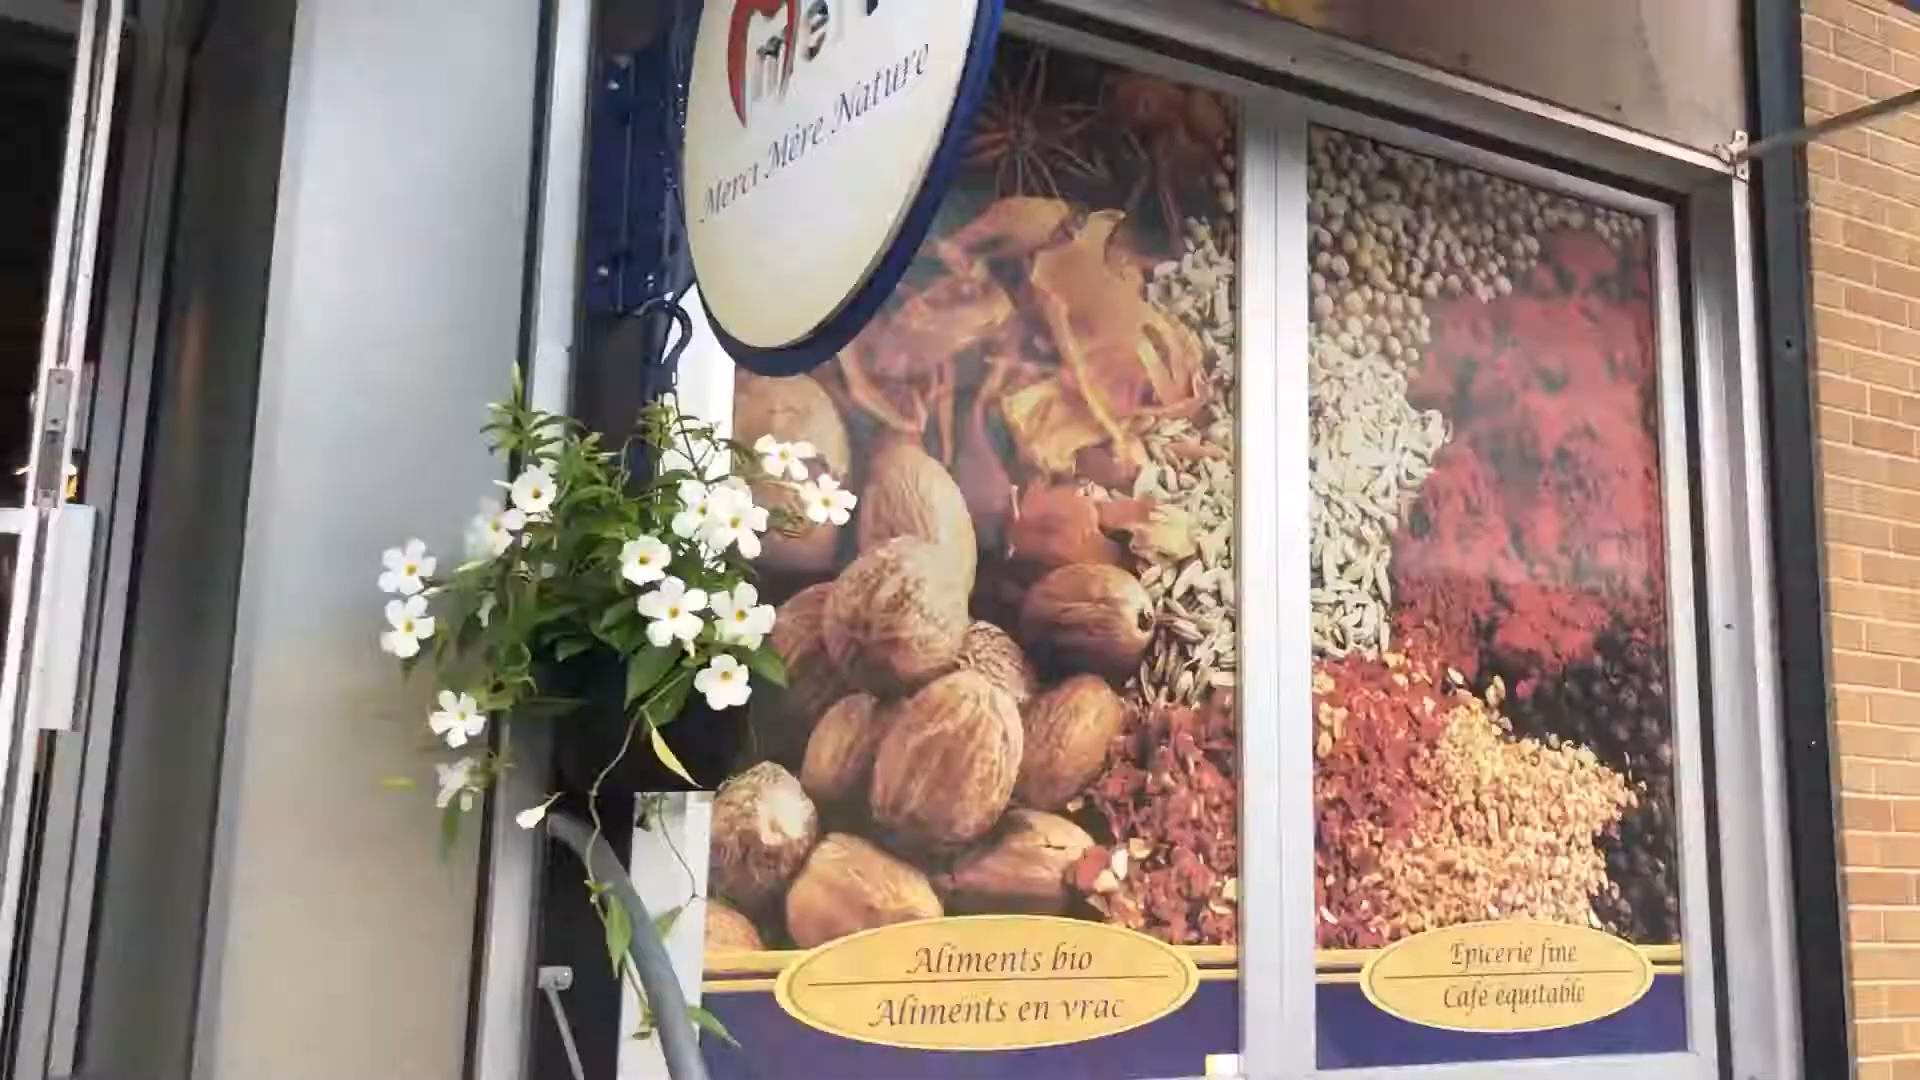 Merci Mère Nature
Aliments bio
Aliments en vrac
Épicerie fine
Café équitable